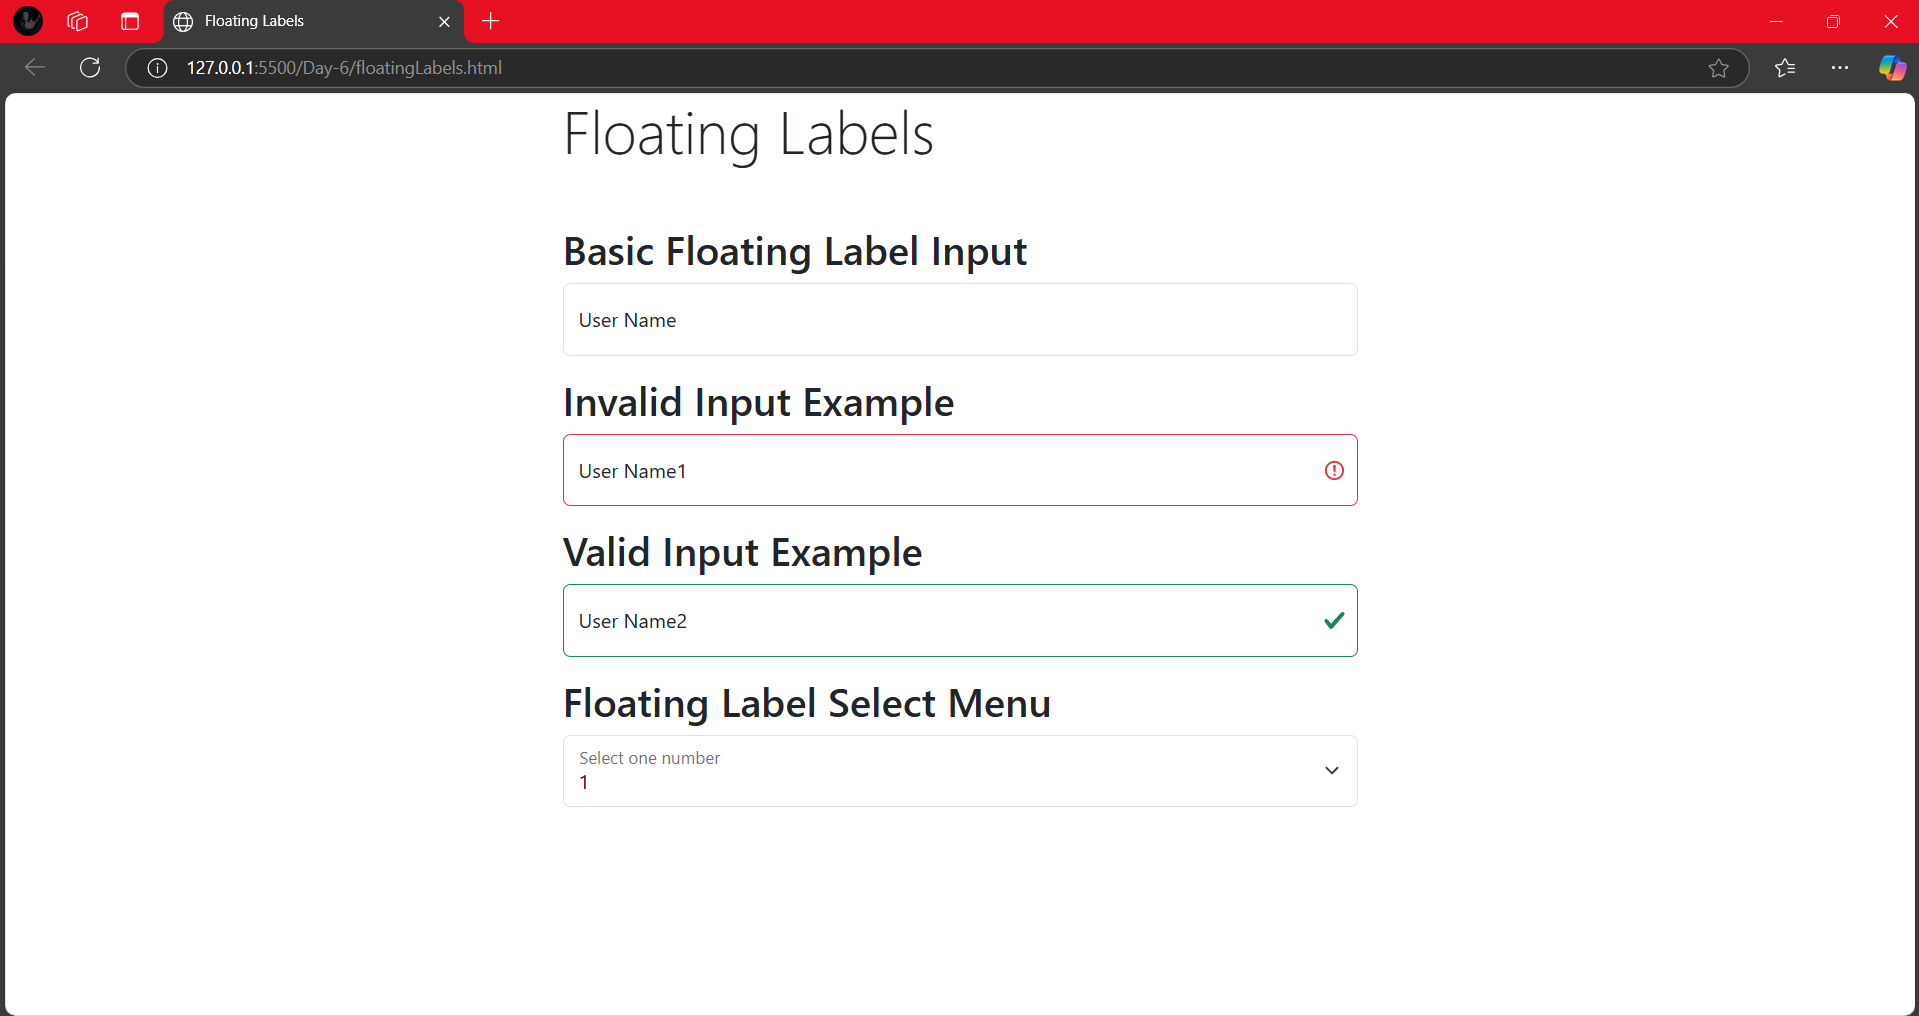 Floating Labels
127.0.0.1:5500/Day-6/floatingLabels.html
Floating Labels
Basic Floating Label Input
User Name
Invalid Input Example
User Name1
Valid Input Example
User Name2
Floating Label Select Menu
Select one number
1